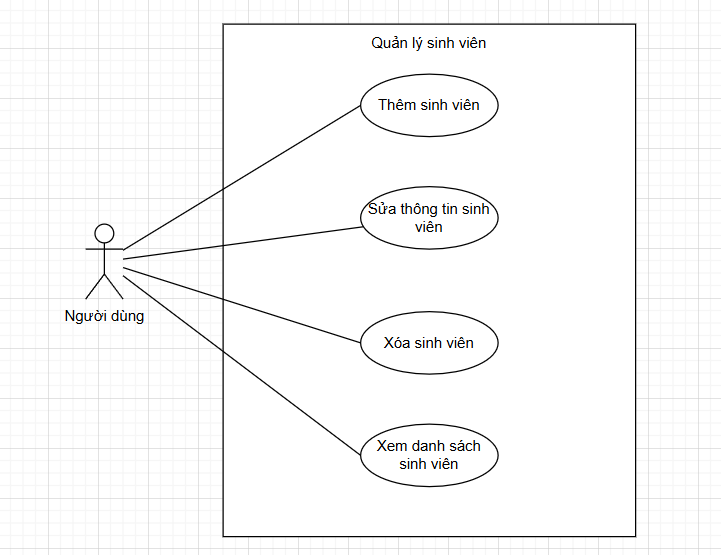 Quản lý sinh viên
Thêm sinh viên
Sửa thông tin sinh
viên
Người dùng
Xóa sinh viên
Xem danh sách
sinh viên